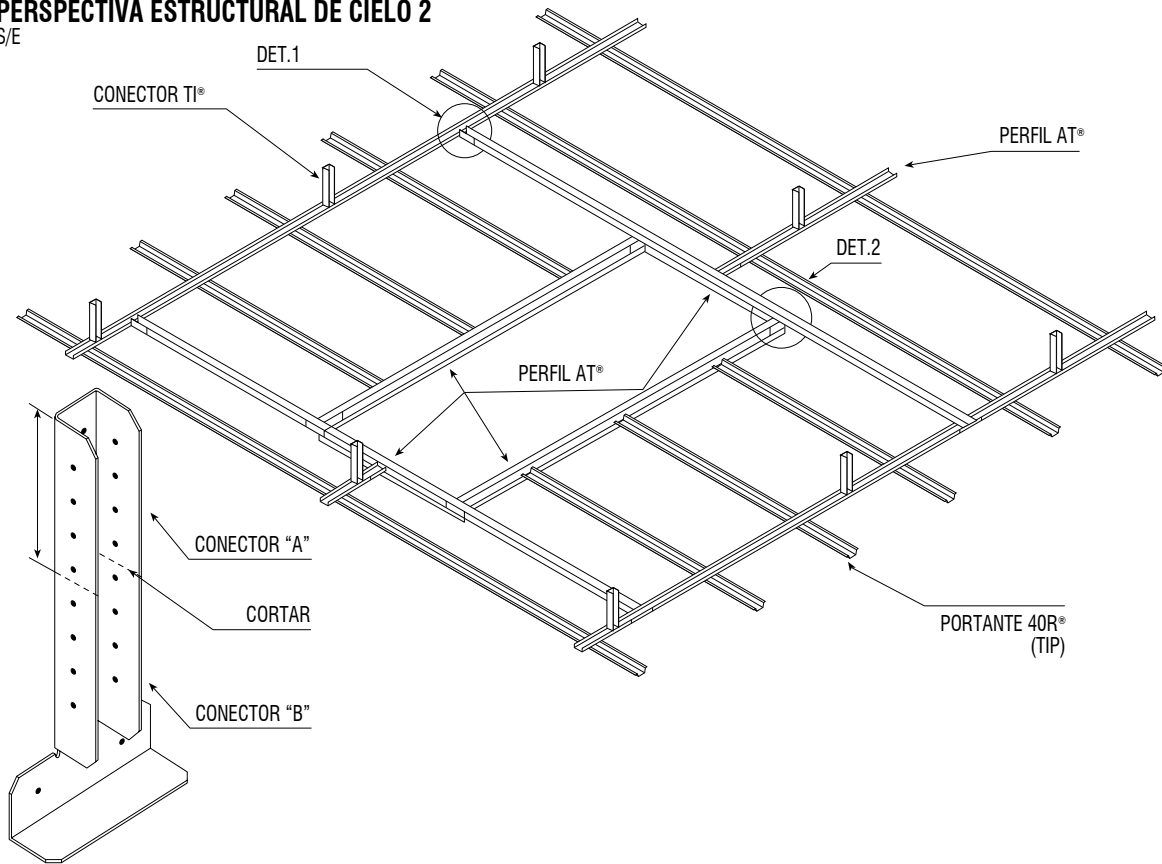 PERSPECTIVA ESTRUCTURAL DE CIELO 2
S/E
DET.1
CONECTOR TI®
PERFIL AT®
DET.2
PERFIL AT®
CONECTOR “A”
CORTAR
CONECTOR “B”
PORTANTE 40R®
(TIP)